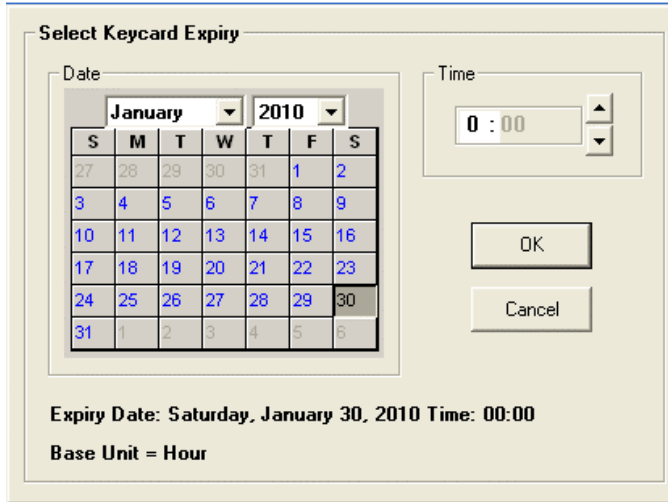 Select Keycard Expiry
Date
Time
January 2010
0 : 00
S M T W T F S
27 28 29 30 31 1 2
3 4 5 6 7 8 9
10 11 12 13 14 15 16
17 18 19 20 21 22 23
24 25 26 27 28 29 30
31 1 2 3 4 5 6
OK
Cancel
Expiry Date: Saturday, January 30, 2010 Time: 00:00
Base Unit = Hour